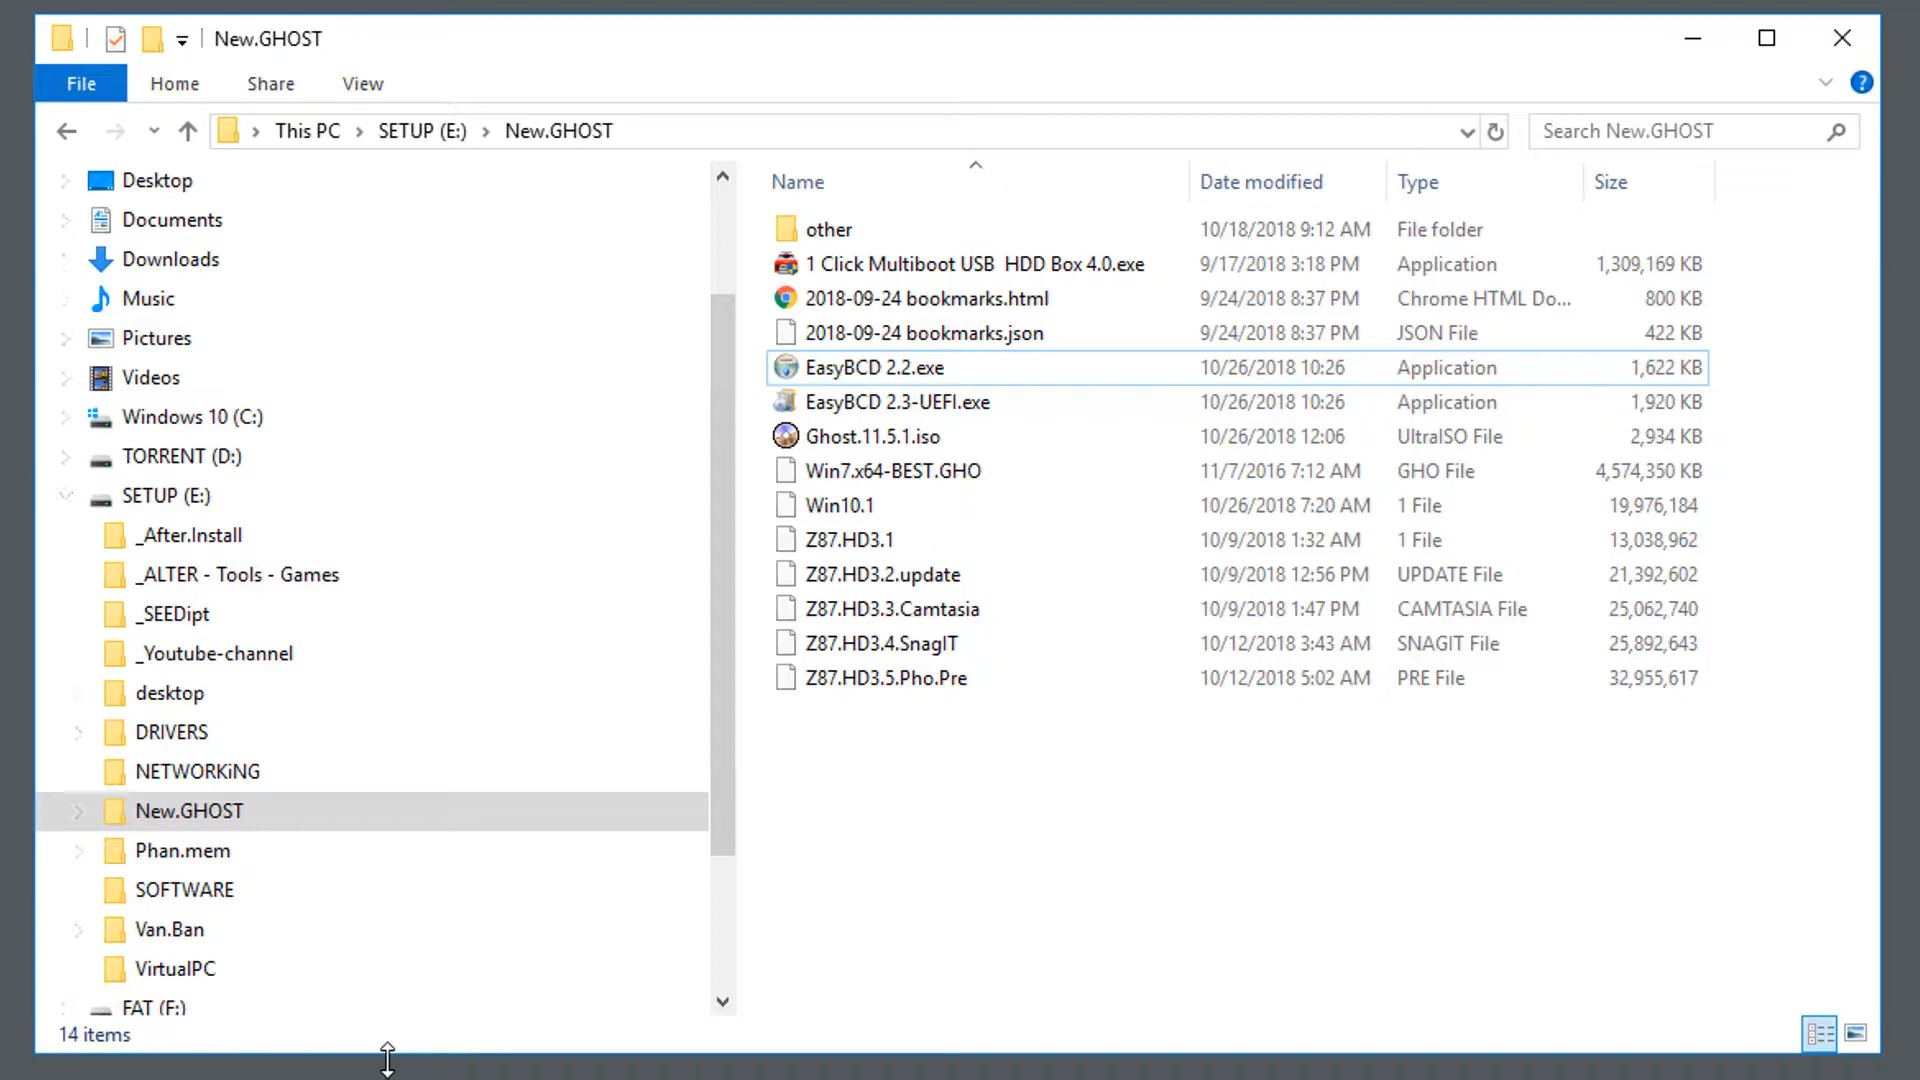 New.GHOST
File Home Share View
This PC SETUP (E:) New.GHOST
Search New.GHOST
Desktop
Documents
Downloads
Music
Pictures
Videos
Windows 10 (C:)
TORRENT (D:)
SETUP (E:)
_After.Install
_ALTER - Tools - Games
_SEEDipt
_Youtube-channel
desktop
DRIVERS
NETWORKiNG
New.GHOST
Phan.mem
SOFTWARE
Van.Ban
VirtualPC
FAT (F:)
Name Date modified Type Size
other 10/18/2018 9:12 AM File folder
1 Click Multiboot USB  HDD Box 4.0.exe 9/17/2018 3:18 PM Application 1,309,169 KB
2018-09-24 bookmarks.html 9/24/2018 8:37 PM Chrome HTML Do... 800 KB
2018-09-24 bookmarks.json 9/24/2018 8:37 PM JSON File 422 KB
EasyBCD 2.2.exe 10/26/2018 10:26 Application 1,622 KB
EasyBCD 2.3-UEFI.exe 10/26/2018 10:26 Application 1,920 KB
Ghost.11.5.1.iso 10/26/2018 12:06 UltraISO File 2,934 KB
Win7.x64-BEST.GHO 11/7/2016 7:12 AM GHO File 4,574,350 KB
Win10.1 10/26/2018 7:20 AM 1 File 19,976,184
Z87.HD3.1 10/9/2018 1:32 AM 1 File 13,038,962
Z87.HD3.2.update 10/9/2018 12:56 PM UPDATE File 21,392,602
Z87.HD3.3.Camtasia 10/9/2018 1:47 PM CAMTASIA File 25,062,740
Z87.HD3.4.SnagIT 10/12/2018 3:43 AM SNAGIT File 25,892,643
Z87.HD3.5.Pho.Pre 10/12/2018 5:02 AM PRE File 32,955,617
14 items